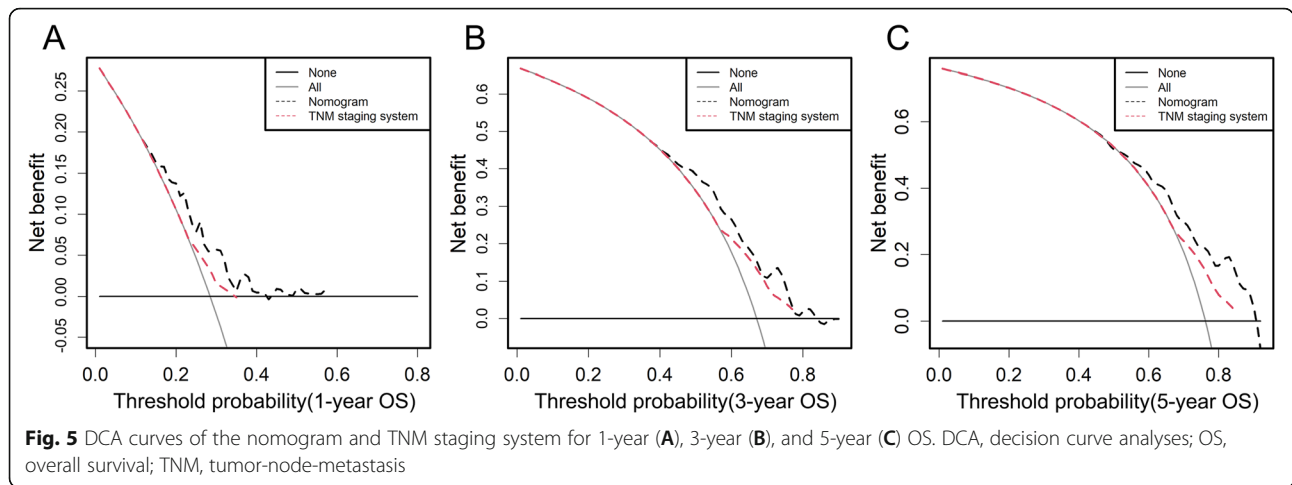 A
None
All
Nomogram
TNM staging system
Net benefit
0.25
0.20
0.15
0.10
0.05
0.00
-0.05
0.0 0.2 0.4 0.6 0.8
Threshold probability(1-year OS)
B
None
All
Nomogram
TNM staging system
Net benefit
0.6
0.5
0.4
0.3
0.2
0.1
0.0
0.0 0.2 0.4 0.6 0.8
Threshold probability(3-year OS)
C
None
All
Nomogram
TNM staging system
Net benefit
0.6
0.4
0.2
0.0
0.0 0.2 0.4 0.6 0.8
Threshold probability(5-year OS)
Fig. 5 DCA curves of the nomogram and TNM staging system for 1-year (A), 3-year (B), and 5-year (C) OS. DCA, decision curve analyses; OS,
overall survival; TNM, tumor-node-metastasis